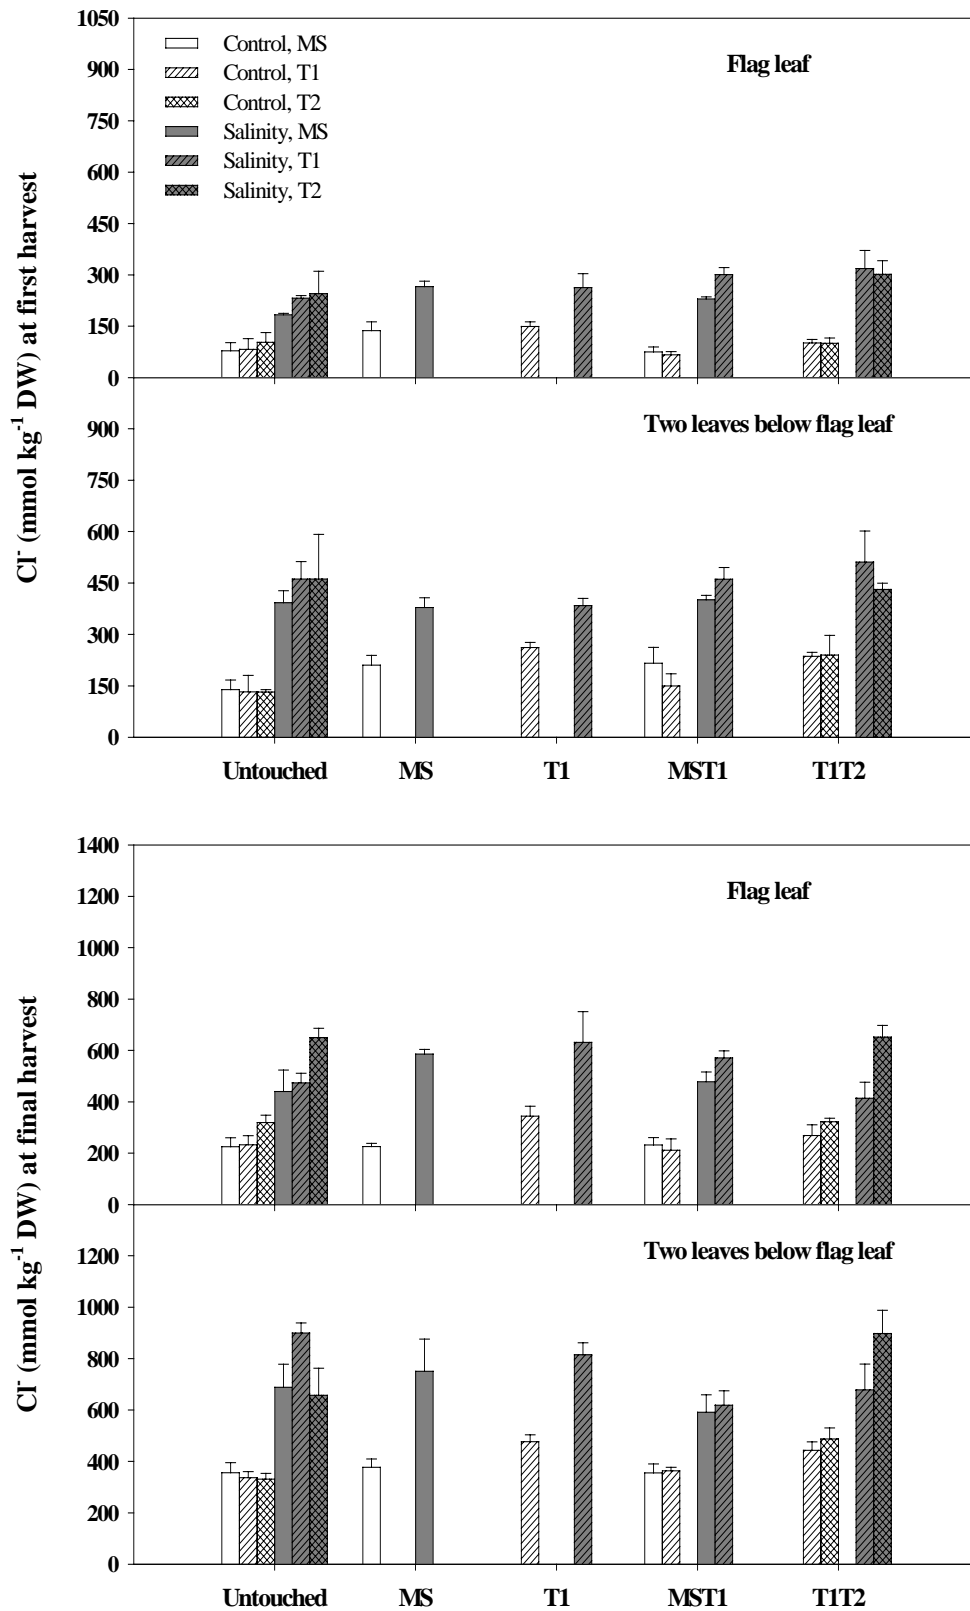 Cl⁻ (mmol kg⁻¹ DW) at first harvest
1050
900
750
600
450
300
150
0
Control, MS
Control, T1
Control, T2
Salinity, MS
Salinity, T1
Salinity, T2
Flag leaf
900
750
600
450
300
150
0
Two leaves below flag leaf
Untouched MS T1 MST1 T1T2
Cl⁻ (mmol kg⁻¹ DW) at final harvest
1400
1200
1000
800
600
400
200
0
Flag leaf
1200
1000
800
600
400
200
0
Two leaves below flag leaf
Untouched MS T1 MST1 T1T2